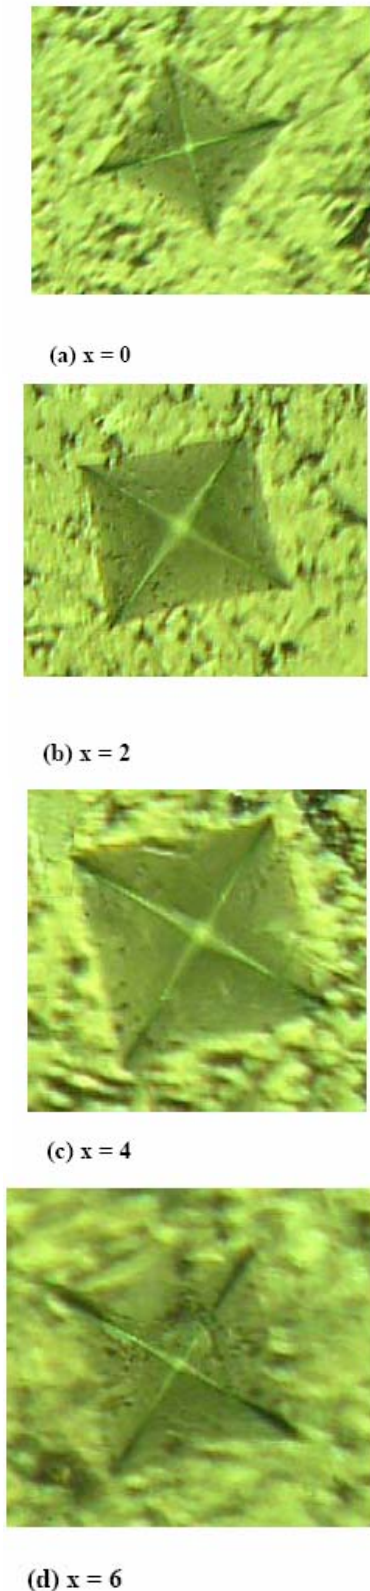 (a) x = 0
(b) x = 2
(c) x = 4
(d) x = 6